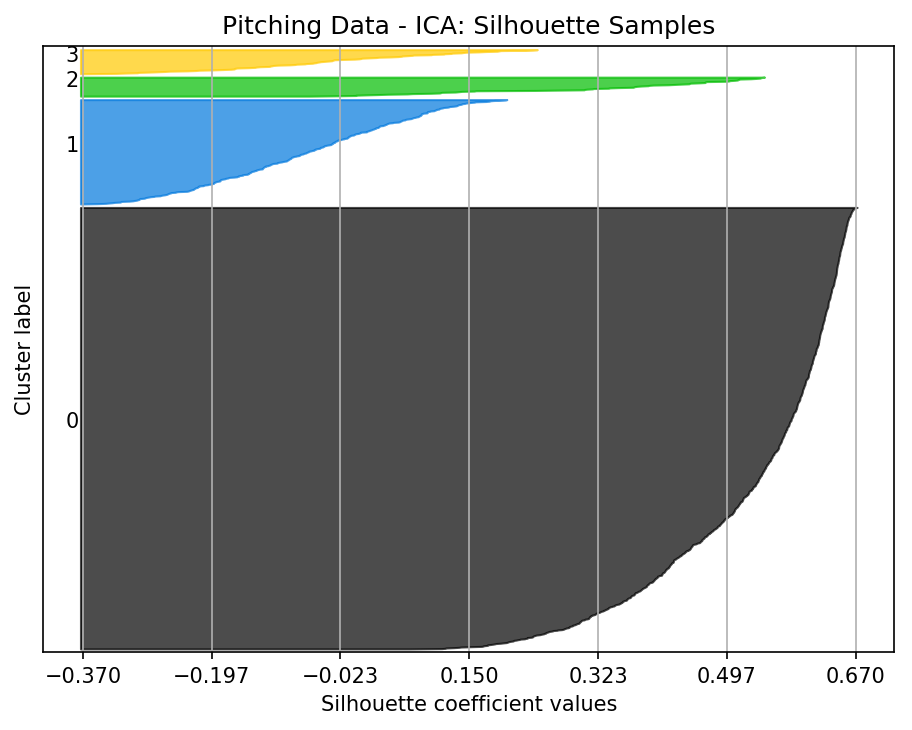 Pitching Data - ICA: Silhouette Samples
3
2
1
0
Cluster label
−0.370 −0.197 −0.023 0.150 0.323 0.497 0.670
Silhouette coefficient values